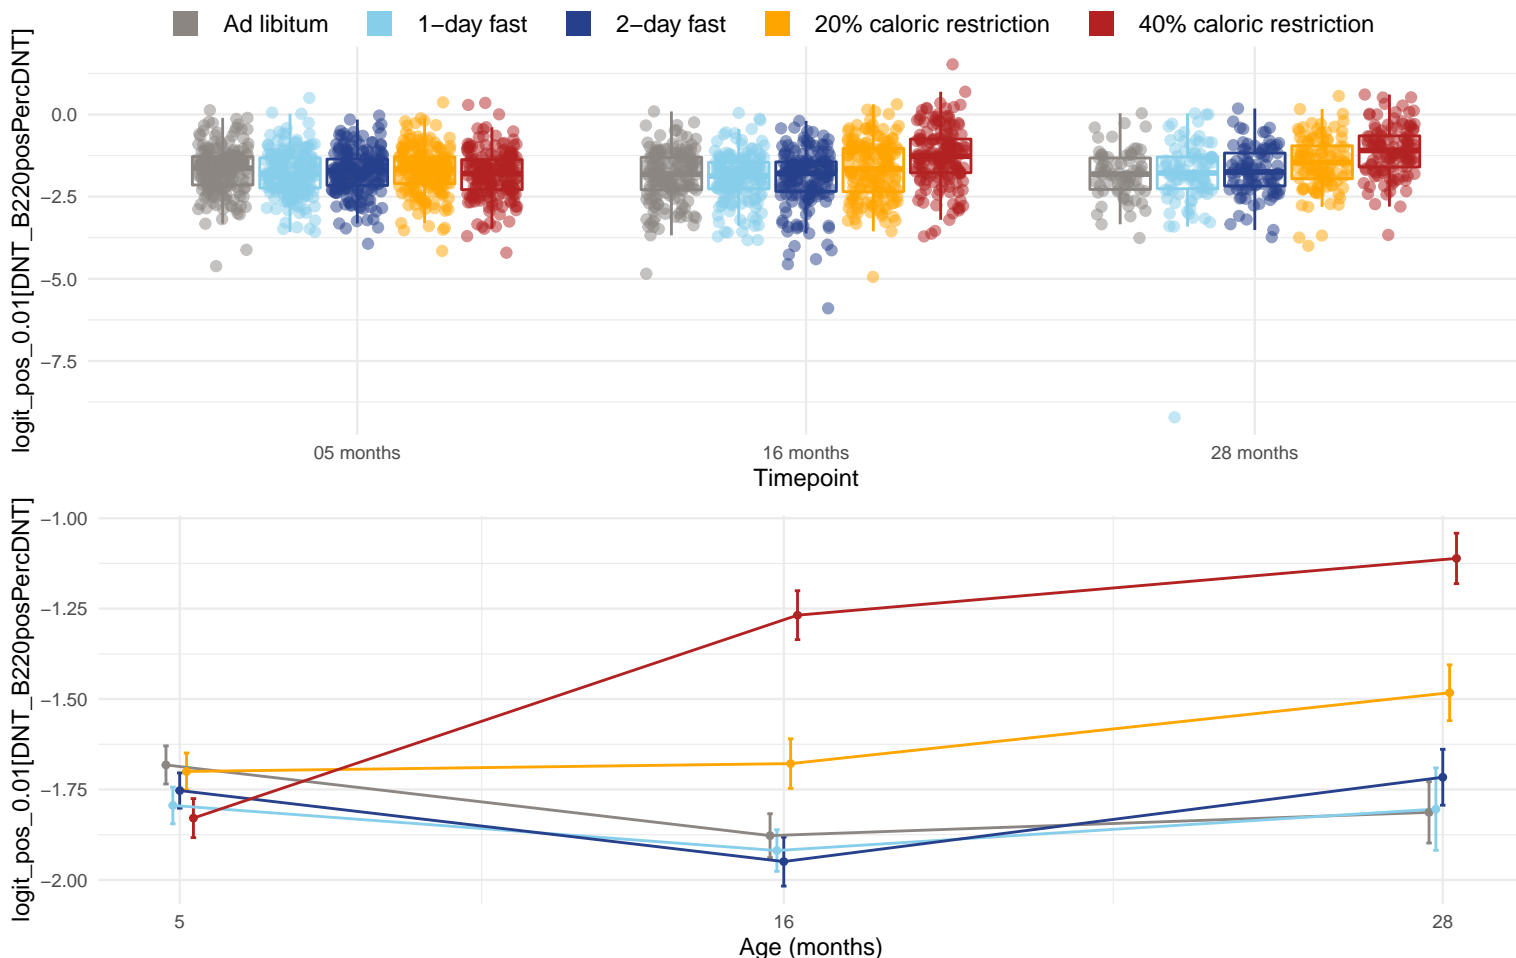 Ad libitum 1−day fast 2−day fast 20% caloric restriction 40% caloric restriction
logit_pos_0.01[DNT_B220posPercDNT]
0.0
−2.5
−5.0
−7.5
05 months 16 months 28 months
Timepoint
logit_pos_0.01[DNT_B220posPercDNT]
−1.00
−1.25
−1.50
−1.75
−2.00
5 16 28
Age (months)